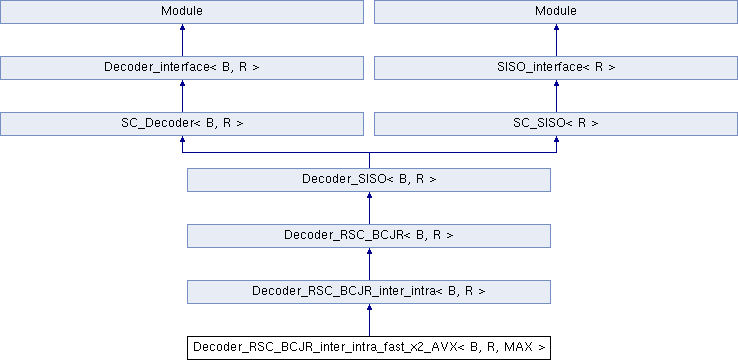 Module
Module
Decoder_interface< B, R >
SISO_interface< R >
SC_Decoder< B, R >
SC_SISO< R >
Decoder_SISO< B, R >
Decoder_RSC_BCJR< B, R >
Decoder_RSC_BCJR_inter_intra< B, R >
Decoder_RSC_BCJR_inter_intra_fast_x2_AVX< B, R, MAX >